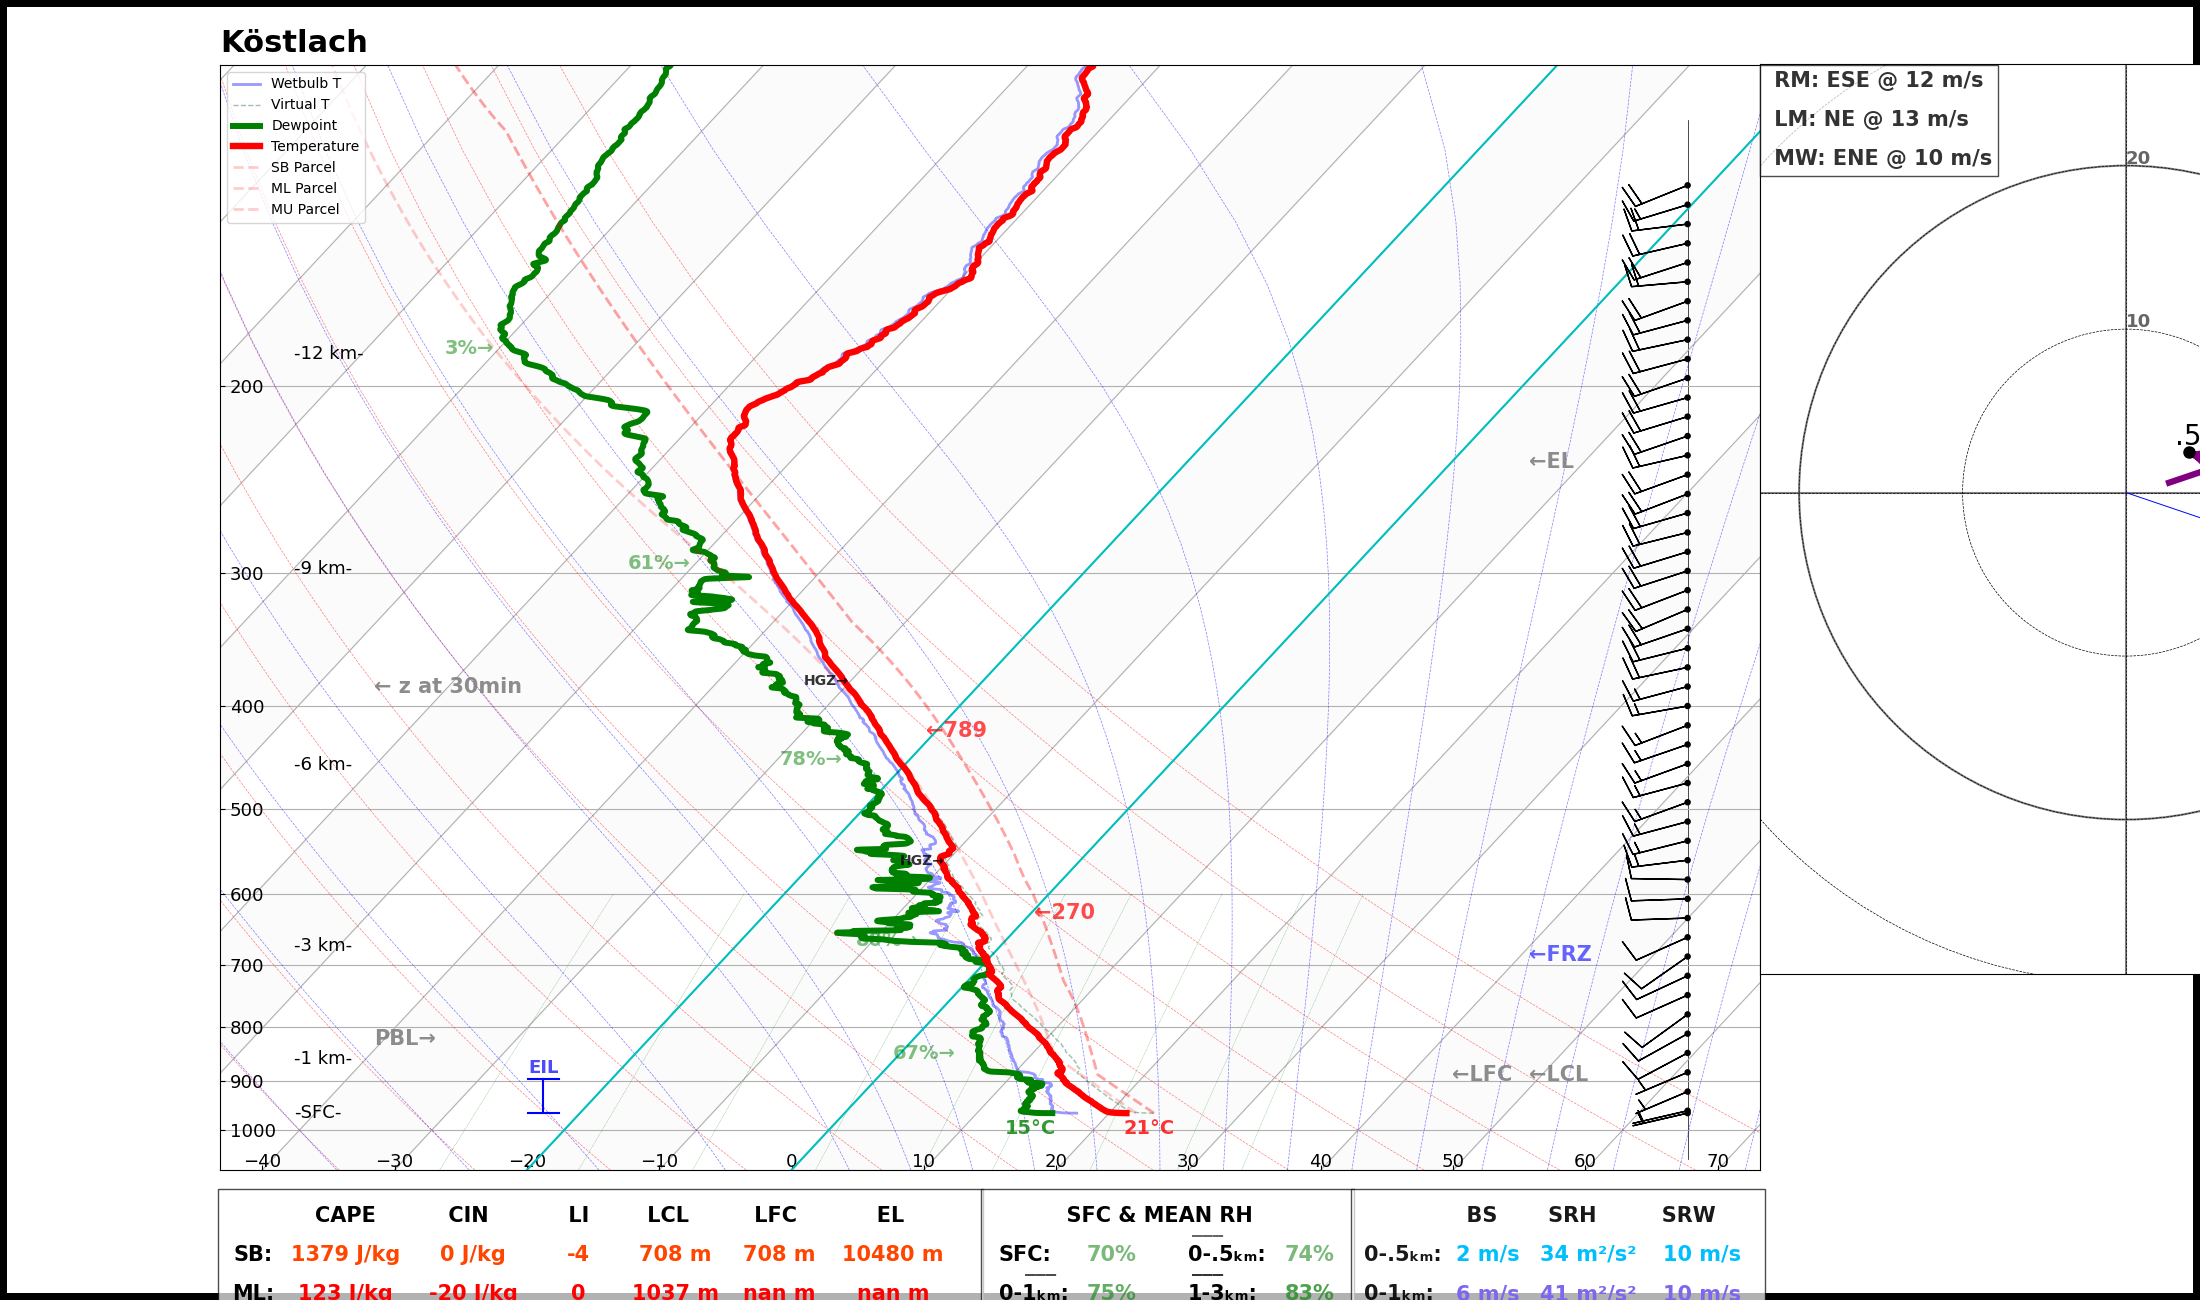 Köstlach
Wetbulb T
Virtual T
Dewpoint
Temperature
SB Parcel
ML Parcel
MU Parcel
RM: ESE @ 12 m/s
LM: NE @ 13 m/s
MW: ENE @ 10 m/s
20
10
.5
3%→
-12 km-
200
←EL
61%→
-9 km-
300
HGZ→
← z at 30min
400
←789
78%→
-6 km-
500
HGZ→
600
←270
-3 km-
←FRZ
700
800
PBL→
67%→
-1 km-
EIL
←LFC
←LCL
900
-SFC-
15°C
21°C
1000
−40 −30 −20 −10 0 10 20 30 40 50 60 70
CAPE CIN LI LCL LFC EL
SB: 1379 J/kg 0 J/kg -4 708 m 708 m 10480 m
ML: 123 J/kg -20 J/kg 0 1037 m nan m nan m
SFC & MEAN RH
SFC: 70% 0-.5km: 74%
0-1km: 75% 1-3km: 83%
BS SRH SRW
0-.5km: 2 m/s 34 m²/s² 10 m/s
0-1km: 6 m/s 41 m²/s² 10 m/s